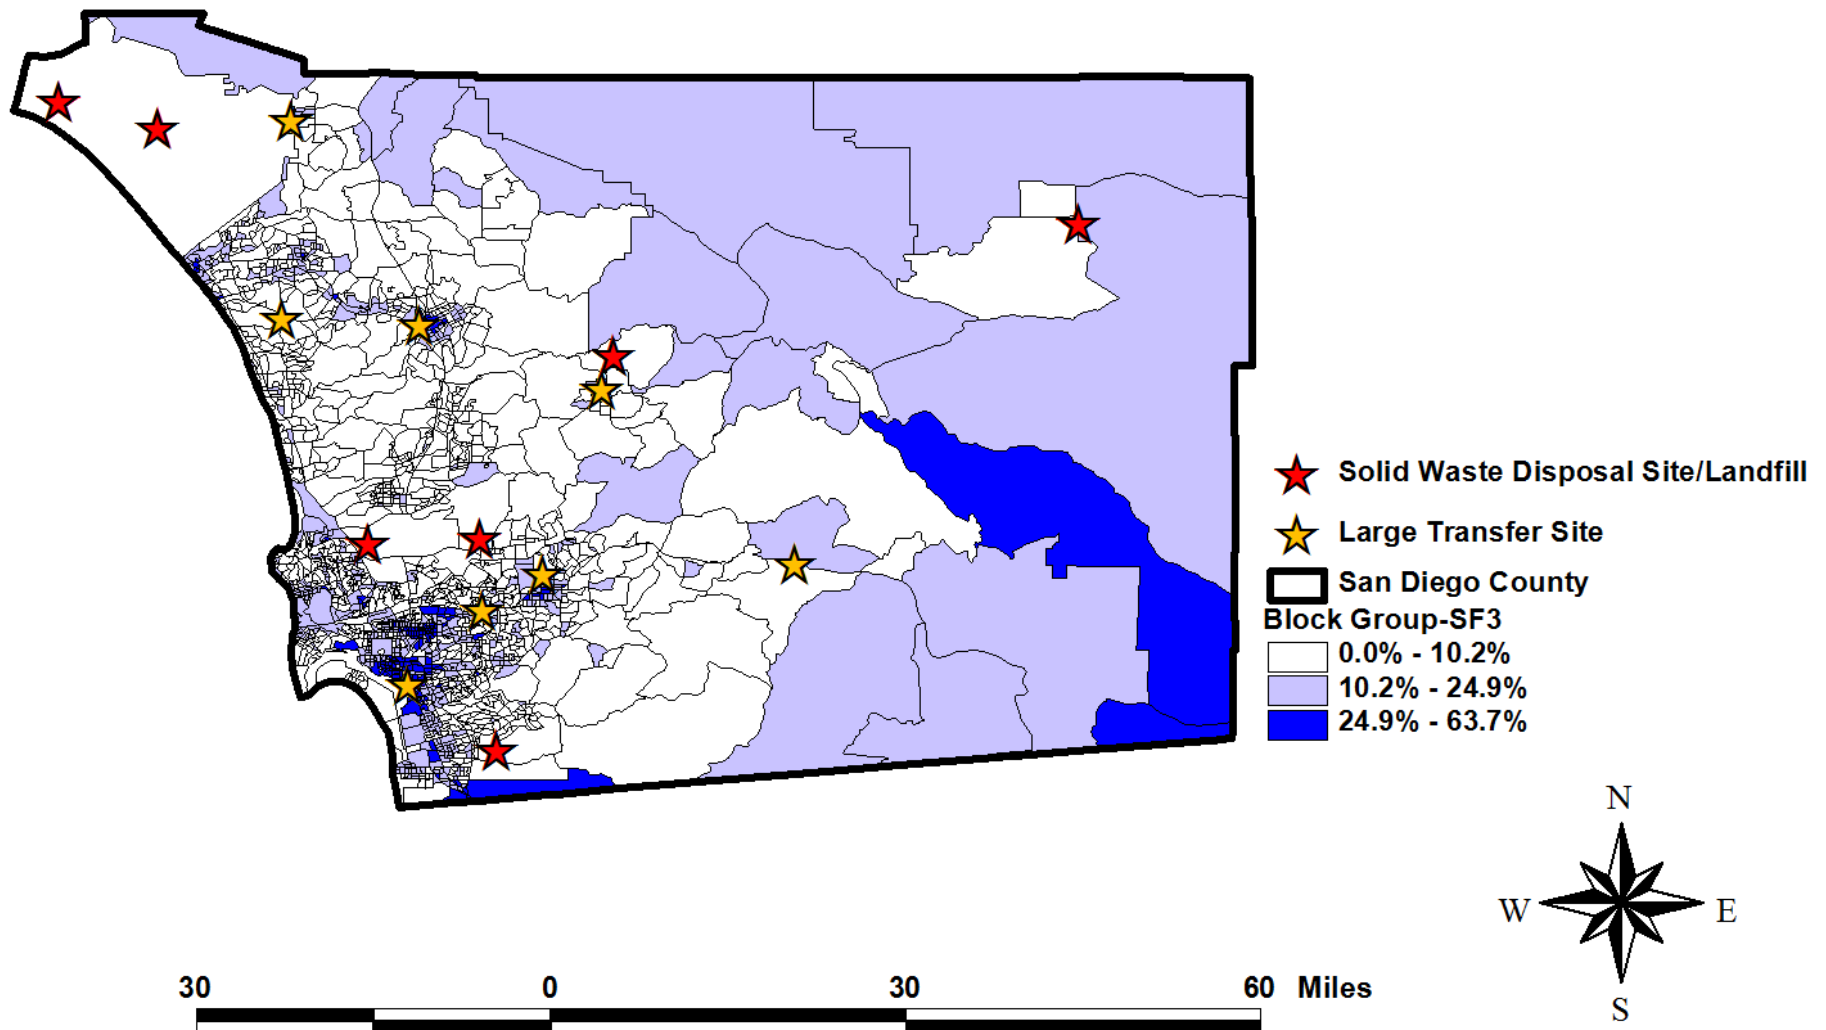 Solid Waste Disposal Site/Landfill
Large Transfer Site
San Diego County
Block Group-SF3
0.0% - 10.2%
10.2% - 24.9%
24.9% - 63.7%
N
W E
S
30 0 30 60 Miles